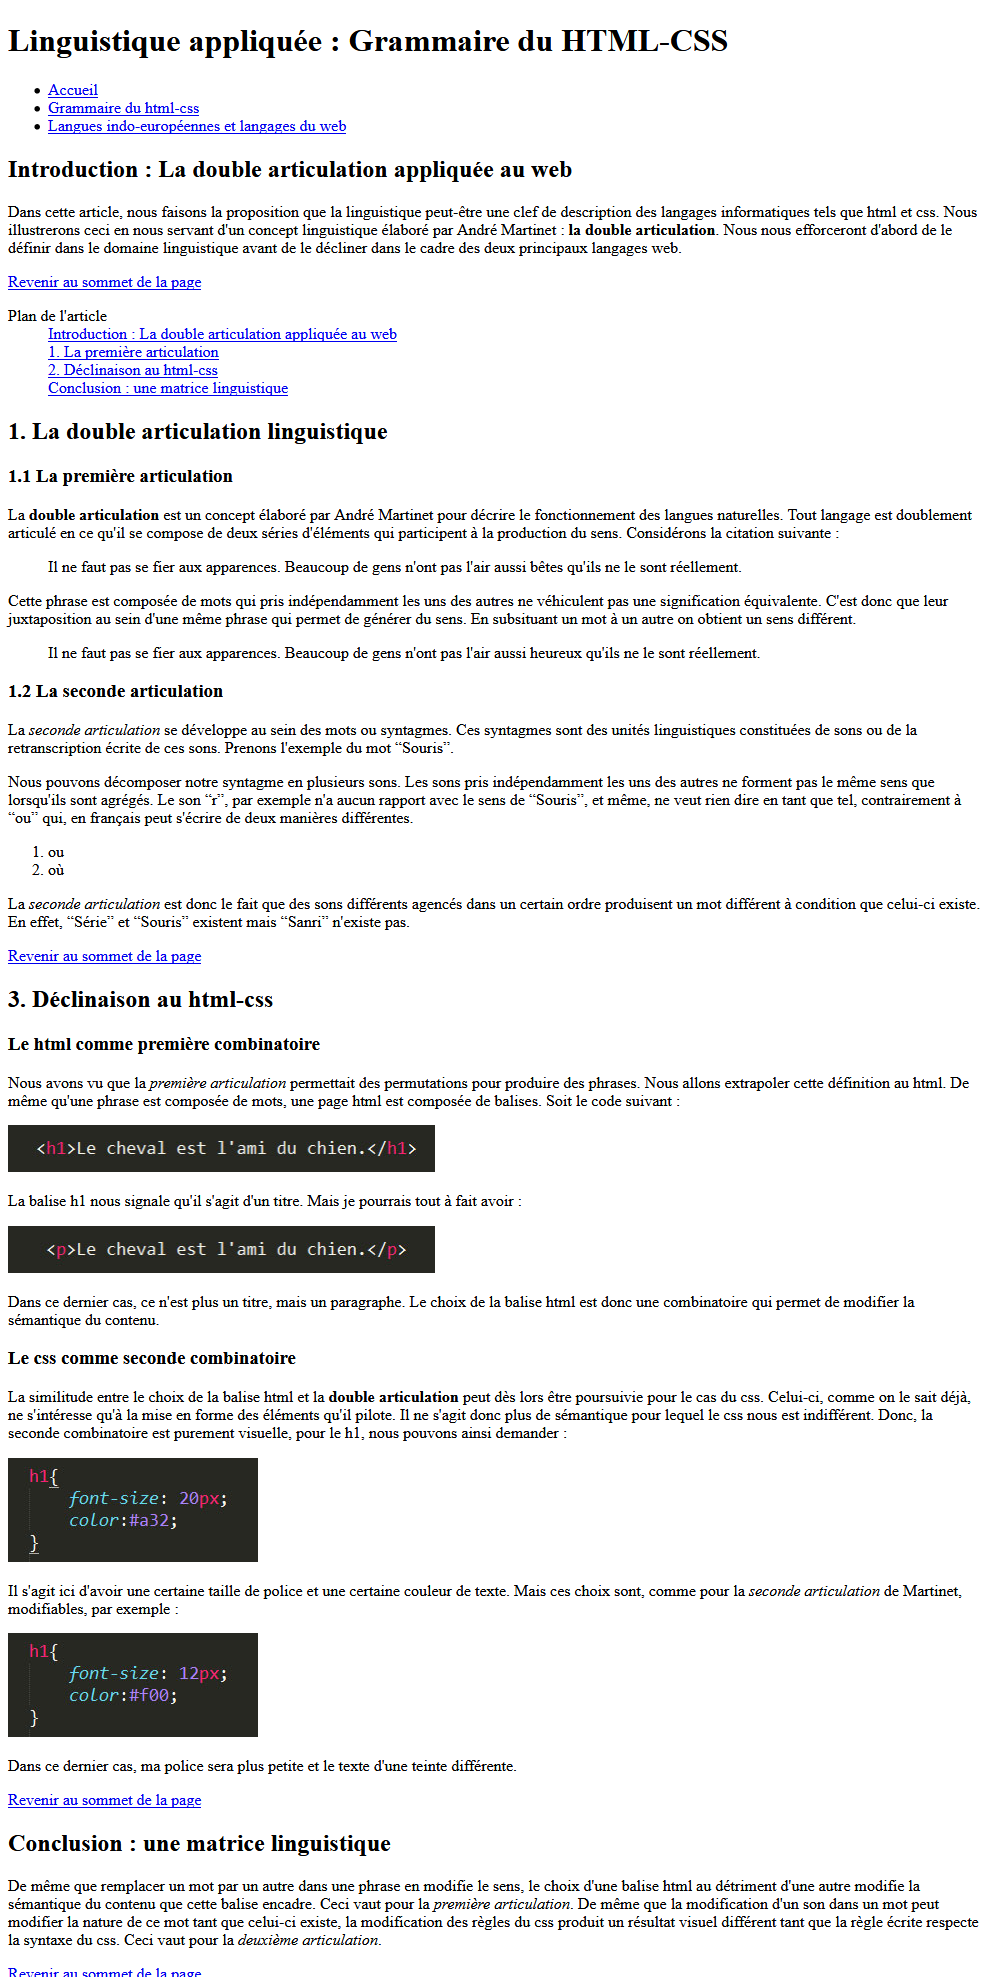 Linguistique appliquée : Grammaire du HTML-CSS
Accueil
Grammaire du html-css
Langues indo-européennes et langages du web
Introduction : La double articulation appliquée au web
Dans cette article, nous faisons la proposition que la linguistique peut-être une clef de description des langages informatiques tels que html et css. Nous
illustrerons ceci en nous servant d'un concept linguistique élaboré par André Martinet : la double articulation. Nous nous efforceront d'abord de le
définir dans le domaine linguistique avant de le décliner dans le cadre des deux principaux langages web.
Revenir au sommet de la page
Plan de l'article
Introduction : La double articulation appliquée au web
1. La première articulation
2. Déclinaison au html-css
Conclusion : une matrice linguistique
1. La double articulation linguistique
1.1 La première articulation
La double articulation est un concept élaboré par André Martinet pour décrire le fonctionnement des langues naturelles. Tout langage est doublement
articulé en ce qu'il se compose de deux séries d'éléments qui participent à la production du sens. Considérons la citation suivante :
Il ne faut pas se fier aux apparences. Beaucoup de gens n'ont pas l'air aussi bêtes qu'ils ne le sont réellement.
Cette phrase est composée de mots qui pris indépendamment les uns des autres ne véhiculent pas une signification équivalente. C'est donc que leur
juxtaposition au sein d'une même phrase qui permet de générer du sens. En subsituant un mot à un autre on obtient un sens différent.
Il ne faut pas se fier aux apparences. Beaucoup de gens n'ont pas l'air aussi heureux qu'ils ne le sont réellement.
1.2 La seconde articulation
La seconde articulation se développe au sein des mots ou syntagmes. Ces syntagmes sont des unités linguistiques constituées de sons ou de la
retranscription écrite de ces sons. Prenons l'exemple du mot “Souris”.
Nous pouvons décomposer notre syntagme en plusieurs sons. Les sons pris indépendamment les uns des autres ne forment pas le même sens que
lorsqu'ils sont agrégés. Le son “r”, par exemple n'a aucun rapport avec le sens de “Souris”, et même, ne veut rien dire en tant que tel, contrairement à
“ou” qui, en français peut s'écrire de deux manières différentes.
1. ou
2. où
La seconde articulation est donc le fait que des sons différents agencés dans un certain ordre produisent un mot différent à condition que celui-ci existe.
En effet, “Série” et “Souris” existent mais “Sanri” n'existe pas.
Revenir au sommet de la page
3. Déclinaison au html-css
Le html comme première combinatoire
Nous avons vu que la première articulation permettait des permutations pour produire des phrases. Nous allons extrapoler cette définition au html. De
même qu'une phrase est composée de mots, une page html est composée de balises. Soit le code suivant :
<h1>Le cheval est l'ami du chien.</h1>
La balise h1 nous signale qu'il s'agit d'un titre. Mais je pourrais tout à fait avoir :
<p>Le cheval est l'ami du chien.</p>
Dans ce dernier cas, ce n'est plus un titre, mais un paragraphe. Le choix de la balise html est donc une combinatoire qui permet de modifier la
sémantique du contenu.
Le css comme seconde combinatoire
La similitude entre le choix de la balise html et la double articulation peut dès lors être poursuivie pour le cas du css. Celui-ci, comme on le sait déjà,
ne s'intéresse qu'à la mise en forme des éléments qu'il pilote. Il ne s'agit donc plus de sémantique pour lequel le css nous est indifférent. Donc, la
seconde combinatoire est purement visuelle, pour le h1, nous pouvons ainsi demander :
h1{
font-size: 20px;
color:#a32;
}
Il s'agit ici d'avoir une certaine taille de police et une certaine couleur de texte. Mais ces choix sont, comme pour la seconde articulation de Martinet,
modifiables, par exemple :
h1{
font-size: 12px;
color:#f00;
}
Dans ce dernier cas, ma police sera plus petite et le texte d'une teinte différente.
Revenir au sommet de la page
Conclusion : une matrice linguistique
De même que remplacer un mot par un autre dans une phrase en modifie le sens, le choix d'une balise html au détriment d'une autre modifie la
sémantique du contenu que cette balise encadre. Ceci vaut pour la première articulation. De même que la modification d'un son dans un mot peut
modifier la nature de ce mot tant que celui-ci existe, la modification des règles du css produit un résultat visuel différent tant que la règle écrite respecte
la syntaxe du css. Ceci vaut pour la deuxième articulation.
Revenir au sommet de la page